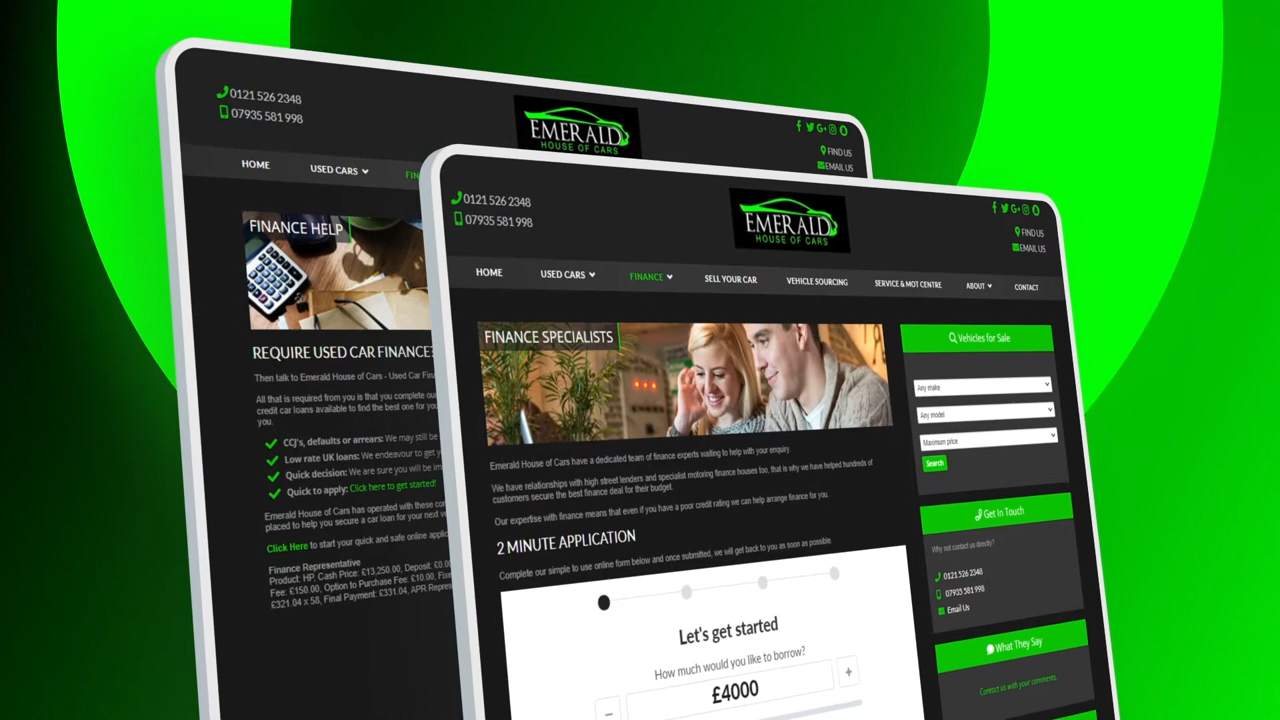 0121 526 2348
07935 581 998
EMERALD
HOUSE OF CARS
FIND US
EMAIL US
HOME
USED CARS
FIN
FINANCE HELP
REQUIRE USED CAR FINANCE?
Then talk to Emerald House of Cars - Used Car Fin
All that is required from you is that you complete ou
credit car loans available to find the best one for you
you.
CCJ's, defaults or arrears: We may still be
Low rate UK loans: We endeavour to get y
Quick decision: We are sure you will be im
Quick to apply: Click here to get started!
Emerald House of Cars has operated with these com
placed to help you secure a car loan for your next v
Click Here to start your quick and safe online applic
Finance Representative
Product: HP, Cash Price: £13,250.00, Deposit: £0.00
Fee: £150.00, Option to Purchase Fee: £10.00, Fixe
£321.04 x 58, Final Payment: £331.04, APR Repres
0121 526 2348
07935 581 998
EMERALD
HOUSE OF CARS
G+
FIND US
EMAIL US
HOME
USED CARS
FINANCE
SELL YOUR CAR
VEHICLE SOURCING
SERVICE & MOT CENTRE
ABOUT
CONTACT
FINANCE SPECIALISTS
Emerald House of Cars have a dedicated team of finance experts waiting to help with your enquiry.
We have relationships with high street lenders and specialist motoring finance houses too, that is why we have helped hundreds of
customers secure the best finance deal for their budget.
Our expertise with finance means that even if you have a poor credit rating we can help arrange finance for you.
2 MINUTE APPLICATION
Complete our simple to use online form below and once submitted, we will get back to you as soon as possible.
Let's get started
How much would you like to borrow?
− £4000 +
Vehicles for Sale
Any make
Any model
Maximum price
Search
Get In Touch
Why not contact us directly?
0121 526 2348
07935 581 998
Email Us
What They Say
Contact us with your comments.